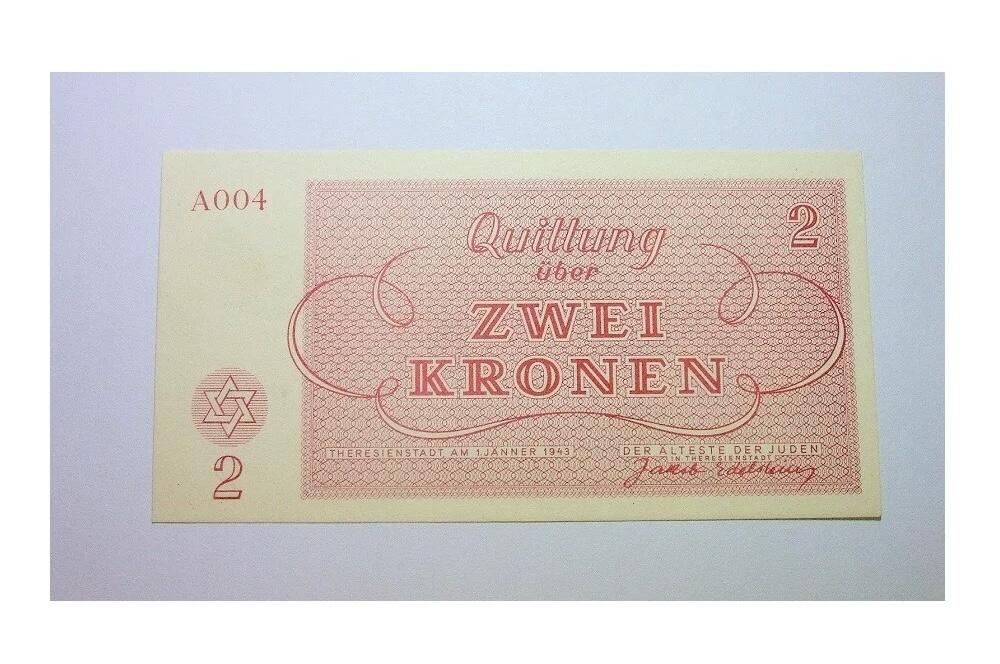 A004
2
Quittung
über
ZWEI
KRONEN
2
THERESIENSTADT, AM 1. JÄNNER 1943
DER ÄLTESTE DER JUDEN
IN THERESIENSTADT
Jakob Edelstein